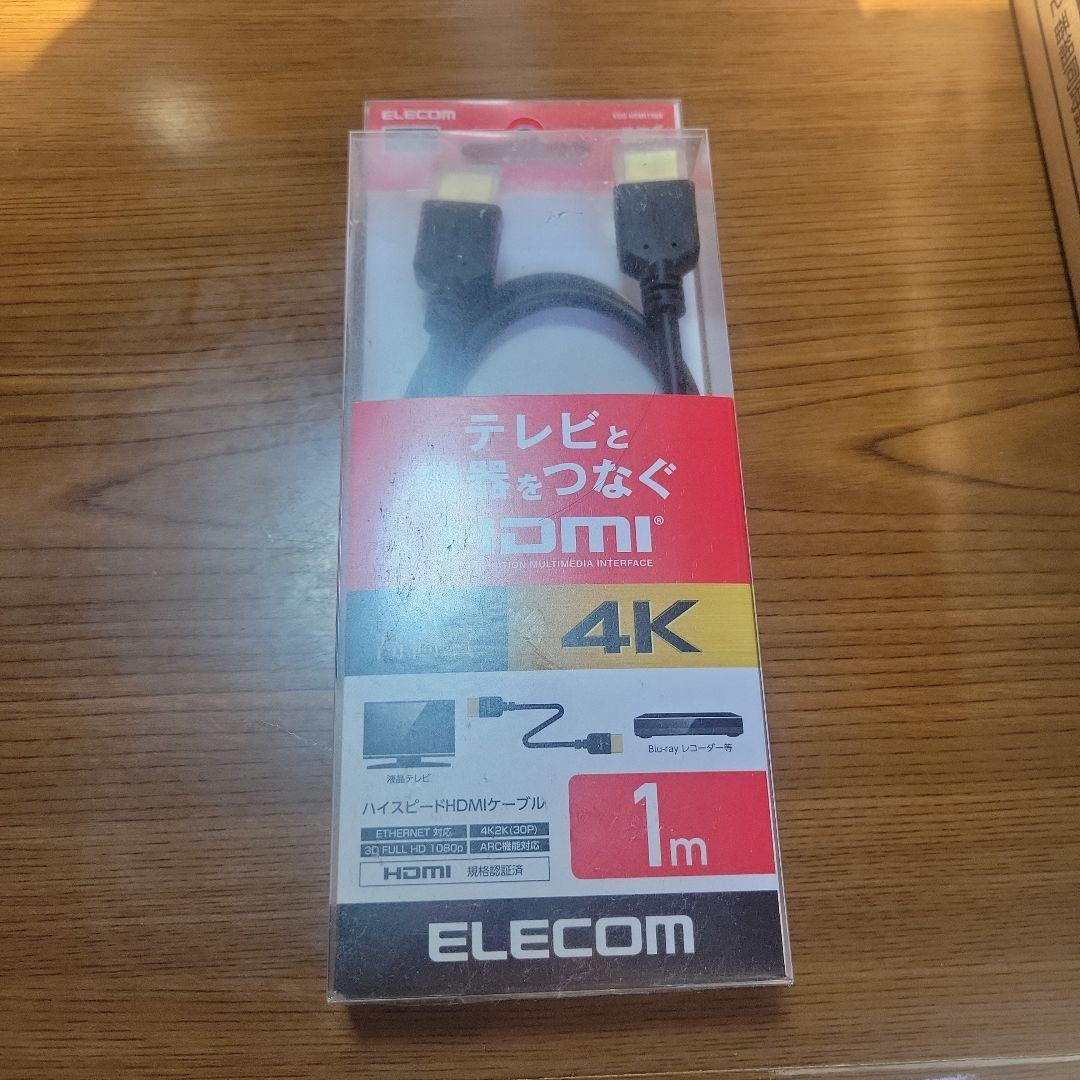 ELECOM
テレビと
器をつなぐ
HDMI®
MULTIMEDIA INTERFACE
4K
液晶テレビ
Blu-ray レコーダー等
ハイスピードHDMIケーブル
ETHERNET 対応
4K2K(30P)
3D FULL HD 1080p
ARC機能対応
HDMI 規格認証済
1m
ELECOM